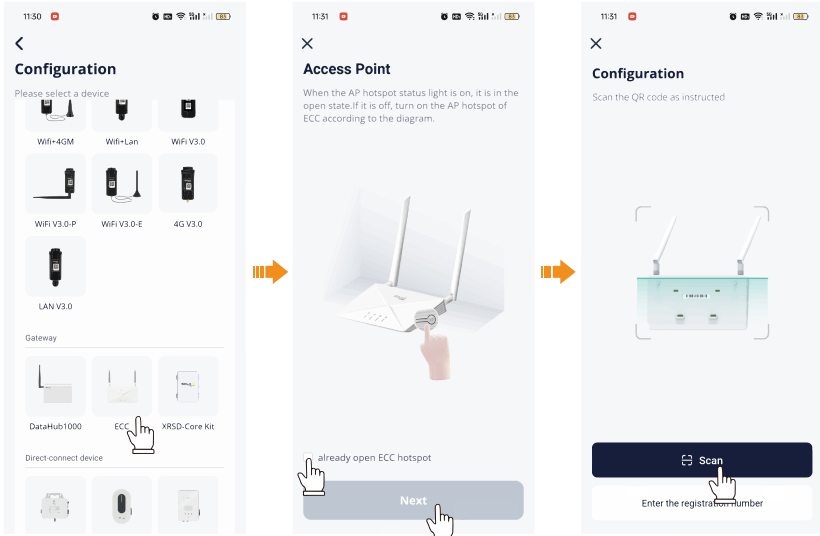 11:30
83
Configuration
Please select a device
Wifi+4GM
Wifi+Lan
WiFi V3.0
WiFi V3.0-P
WiFi V3.0-E
4G V3.0
LAN V3.0
Gateway
DataHub1000
ECC
XRSD-Core Kit
Direct-connect device
11:31
83
Access Point
When the AP hotspot status light is on, it is in the
open state.If it is off, turn on the AP hotspot of
ECC according to the diagram.
already open ECC hotspot
Next
11:31
83
Configuration
Scan the QR code as instructed
Scan
Enter the registration number